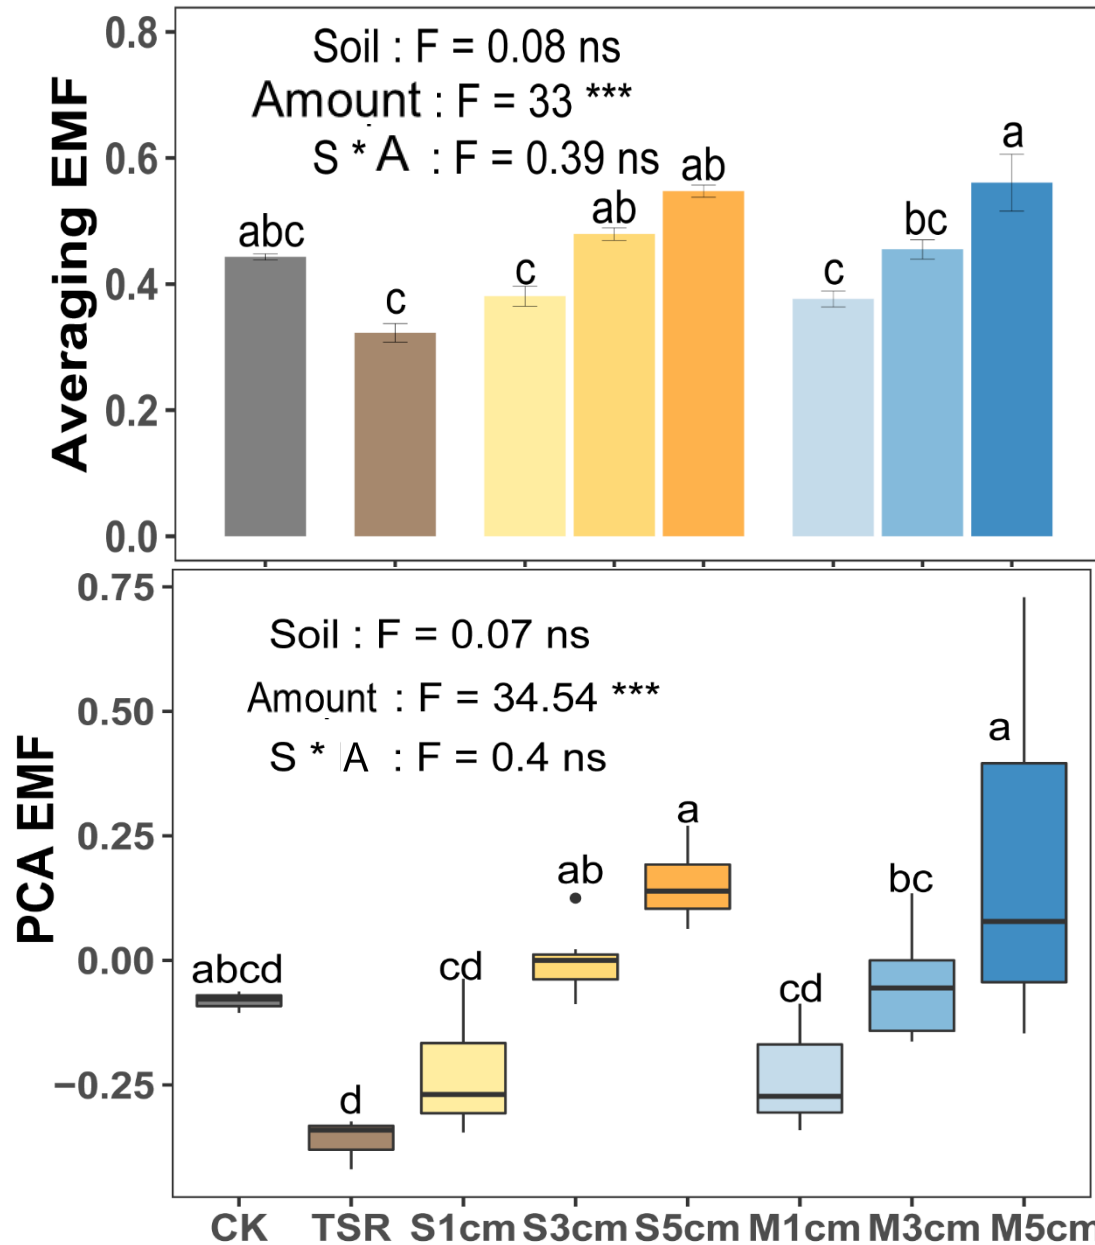 Averaging EMF
0.8
0.6
0.4
0.2
0.0
Soil : F = 0.08 ns
Amount : F = 33 ***
S * A : F = 0.39 ns
abc
c
c
ab
ab
c
bc
a
PCA EMF
0.75
0.50
0.25
0.00
−0.25
Soil : F = 0.07 ns
Amount : F = 34.54 ***
S * A : F = 0.4 ns
abcd
d
cd
ab
a
cd
bc
a
CK TSR S1cm S3cm S5cm M1cm M3cm M5cm